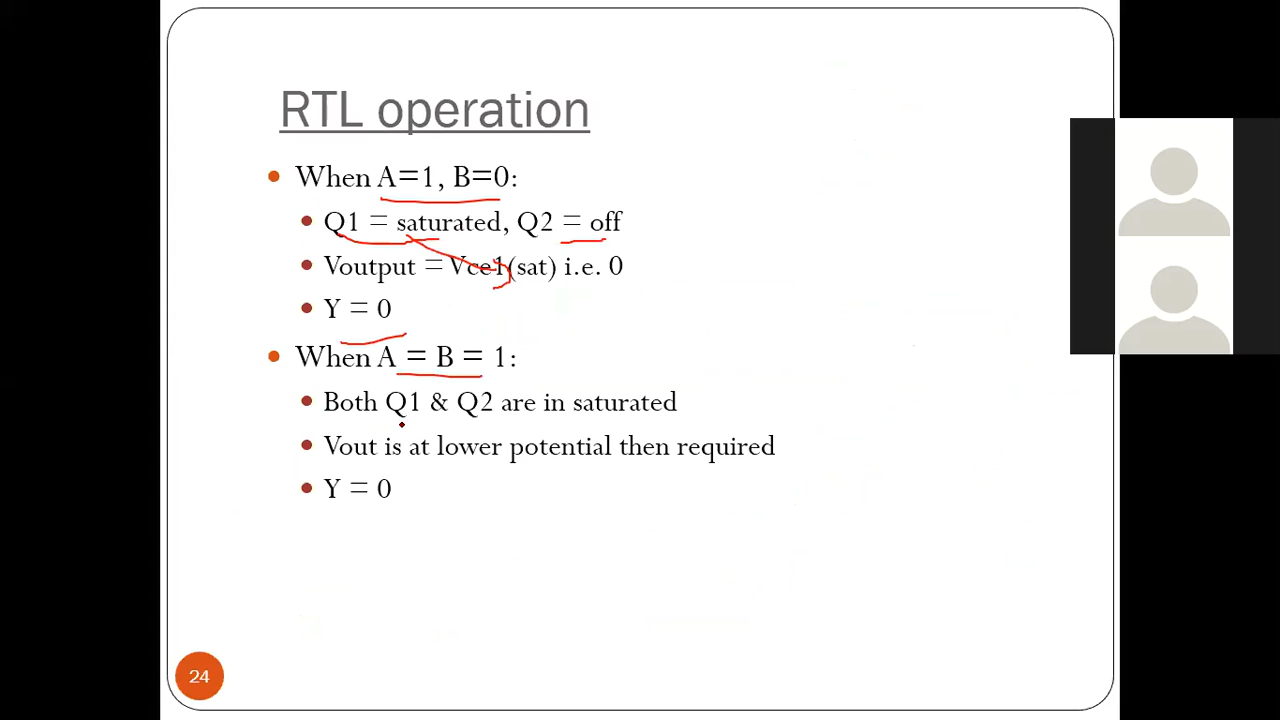 RTL operation
When A=1, B=0:
Q1 = saturated, Q2 = off
Voutput = Vce1(sat) i.e. 0
Y = 0
When A = B = 1:
Both Q1 & Q2 are in saturated
Vout is at lower potential then required
Y = 0
24